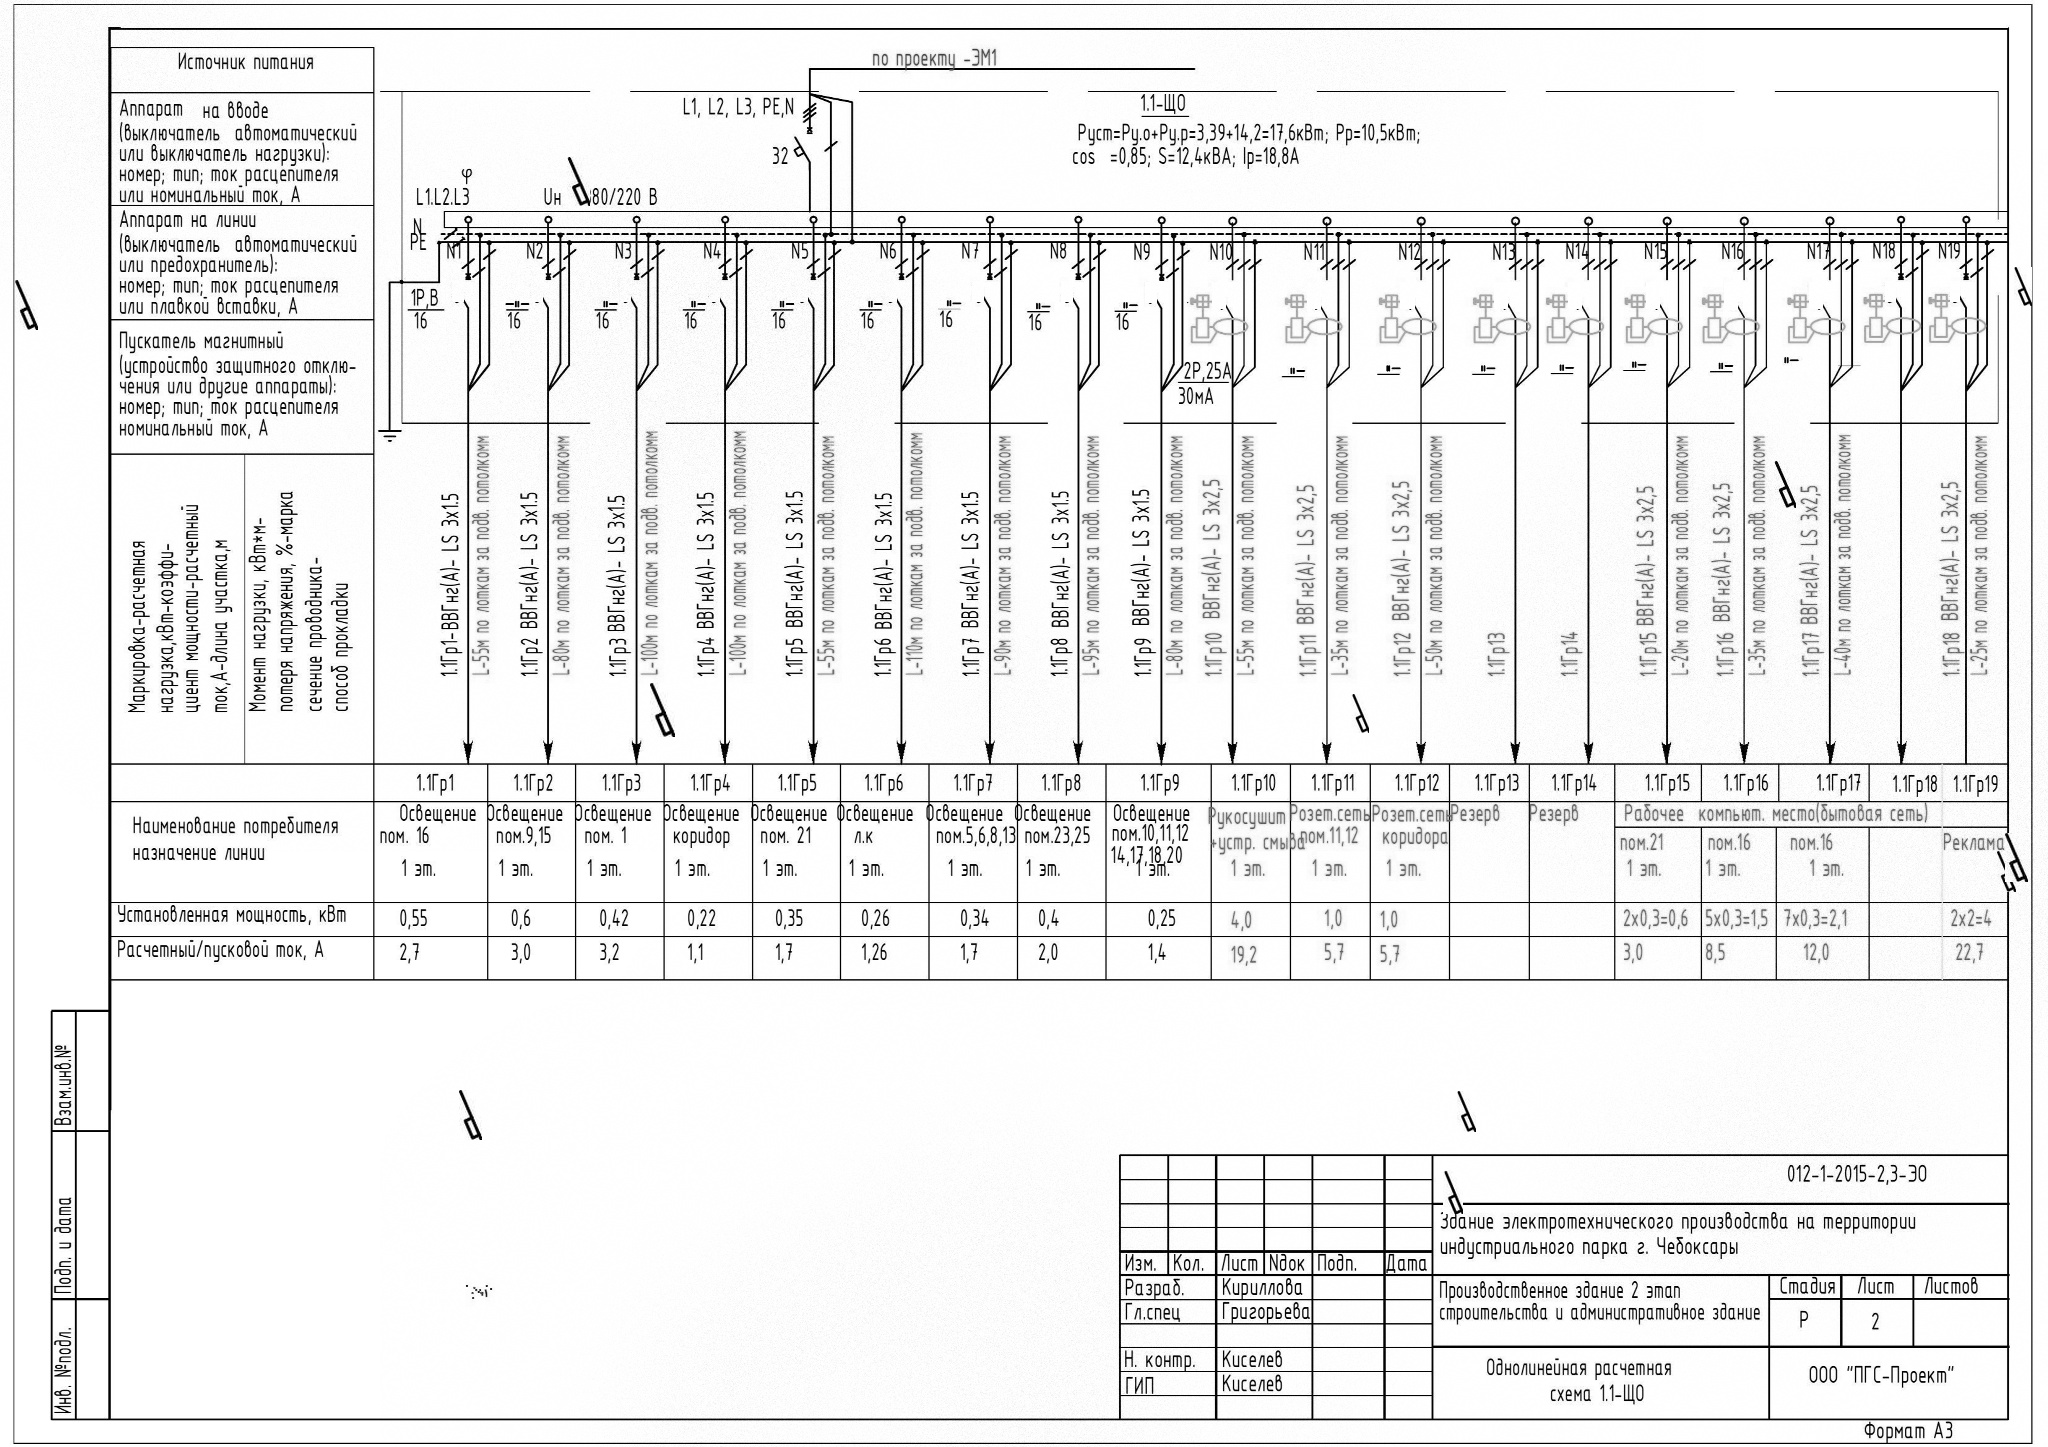 Источник питания
Аппарат на вводе
(выключатель автоматический
или выключатель нагрузки):
номер; тип; ток расцепителя
или номинальный ток, А
Аппарат на линии
(выключатель автоматический
или предохранитель):
номер; тип; ток расцепителя
или плавкой вставки, А
Пускатель магнитный
(устройство защитного отклю-
чения или другие аппараты):
номер; тип; ток расцепителя
номинальный ток, А
Маркировка-расчетная
нагрузка,кВт-коэффи-
циент мощности-расчетный
ток,А-длина участка,м
Момент нагрузки, кВт*м-
потеря напряжения, %-марка
сечение проводника-
способ прокладки
по проекту -ЭМ1
L1, L2, L3, PE,N
32
1.1-ЩО
Руст=Ру.о+Ру.р=3,39+14,2=17,6кВт; Рр=10,5кВт;
cos =0,85; S=12,4кВА; Iр=18,8А
φ
L1.L2.L3
Uн 80/220 В
N
PE
N1 N2 N3 N4 N5 N6 N7 N8 N9 N10 N11 N12 N13 N14 N15 N16 N17 N18 N19
1Р,В
16
-"- 16
-"- 16
-"- 16
-"- 16
-"- 16
-"- 16
-"- 16
-"- 16
2Р,25А
30мА
-"- -"- -"- -"- -"- -"- -"-
1.1Гр1-ВВГнг(А)- LS 3х1.5
L-55м по лоткам за подв. потолкомм
1.1Гр2 ВВГнг(А)- LS 3х1.5
L-80м по лоткам за подв. потолкомм
1.1Гр3 ВВГнг(А)- LS 3х1.5
L-100м по лоткам за подв. потолкомм
1.1Гр4 ВВГнг(А)- LS 3х1.5
L-100м по лоткам за подв. потолкомм
1.1Гр5 ВВГнг(А)- LS 3х1.5
L-55м по лоткам за подв. потолкомм
1.1Гр6 ВВГнг(А)- LS 3х1.5
L-110м по лоткам за подв. потолкомм
1.1Гр7 ВВГнг(А)- LS 3х1.5
L-90м по лоткам за подв. потолкомм
1.1Гр8 ВВГнг(А)- LS 3х1.5
L-95м по лоткам за подв. потолкомм
1.1Гр9 ВВГнг(А)- LS 3х1.5
L-80м по лоткам за подв. потолкомм
1.1Гр10 ВВГнг(А)- LS 3х2,5
L-55м по лоткам за подв. потолкомм
1.1Гр11 ВВГнг(А)- LS 3х2,5
L-35м по лоткам за подв. потолкомм
1.1Гр12 ВВГнг(А)- LS 3х2,5
L-50м по лоткам за подв. потолкомм
1.1Гр13
1.1Гр14
1.1Гр15 ВВГнг(А)- LS 3х2,5
L-20м по лоткам за подв. потолкомм
1.1Гр16 ВВГнг(А)- LS 3х2,5
L-35м по лоткам за подв. потолкомм
1.1Гр17 ВВГнг(А)- LS 3х2,5
L-40м по лоткам за подв. потолкомм
1.1Гр18 ВВГнг(А)- LS 3х2,5
L-25м по лоткам за подв. потолкомм
1.1Гр1 1.1Гр2 1.1Гр3 1.1Гр4 1.1Гр5 1.1Гр6 1.1Гр7 1.1Гр8 1.1Гр9 1.1Гр10 1.1Гр11 1.1Гр12 1.1Гр13 1.1Гр14 1.1Гр15 1.1Гр16 1.1Гр17 1.1Гр18 1.1Гр19
Наименование потребителя
назначение линии
Освещение
пом. 16
1 эт.
Освещение
пом.9,15
1 эт.
Освещение
пом. 1
1 эт.
Освещение
коридор
1 эт.
Освещение
пом. 21
1 эт.
Освещение
л.к
1 эт.
Освещение
пом.5,6,8,13
1 эт.
Освещение
пом.23,25
1 эт.
Освещение
пом.10,11,12
14,17,18,20
1 эт.
Рукосушит
+устр. смыва
1 эт.
Розет.сеть
пом.11,12
1 эт.
Розет.сеть
коридора
1 эт.
Резерв
Резерв
Рабочее компьют. место(бытовая сеть)
пом.21
1 эт.
пом.16
1 эт.
пом.16
1 эт.
Реклама
Установленная мощность, кВт 0,55 0,6 0,42 0,22 0,35 0,26 0,34 0,4 0,25 4,0 1,0 1,0 2х0,3=0,6 5х0,3=1,5 7х0,3=2,1 2х2=4
Расчетный/пусковой ток, А 2,7 3,0 3,2 1,1 1,7 1,26 1,7 2,0 1,4 19,2 5,7 5,7 3,0 8,5 12,0 22,7
Взам.инв.№
Подп. и дата
Инв. №подл.
012-1-2015-2,3-ЭО
Здание электротехнического производства на территории
индустриального парка г. Чебоксары
Изм. Кол. Лист Nдок Подп. Дата
Разраб. Кириллова
Гл.спец Григорьева
Н. контр. Киселев
ГИП Киселев
Производственное здание 2 этап
строительства и административное здание
Стадия Лист Листов
Р 2
Однолинейная расчетная
схема 1.1-ЩО
ООО "ПГС-Проект"
Формат А3